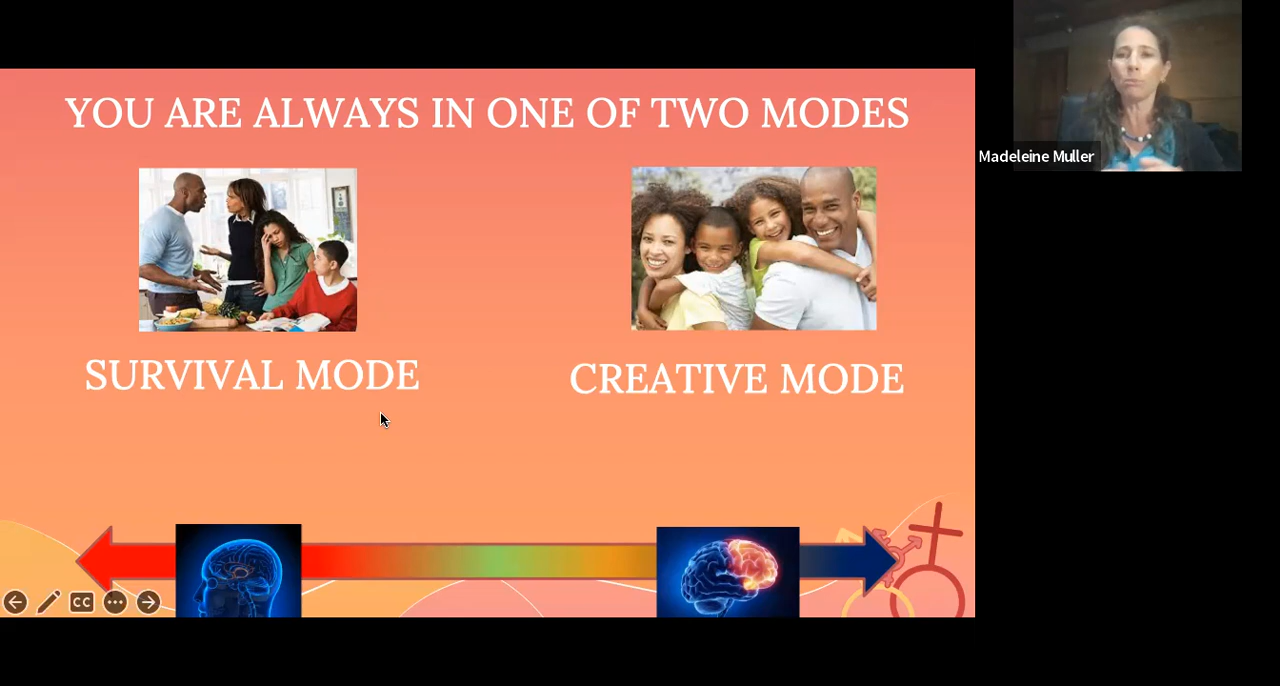 YOU ARE ALWAYS IN ONE OF TWO MODES
Madeleine Muller
SURVIVAL MODE
CREATIVE MODE
CC